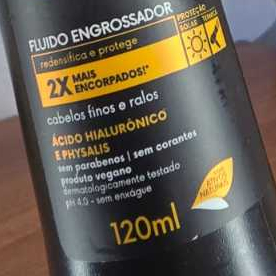 FLUIDO ENGROSSADOR
redensifica e protege
PROTEÇÃO
SOLAR TÉRMICA
2X MAIS
ENCORPADOS!*
cabelos finos e ralos
ÁCIDO HIALURÔNICO
E PHYSALIS
sem parabenos | sem corantes
produto vegano
dermatologicamente testado
pH 4.0 - sem enxágue
120ml
NATURAIS